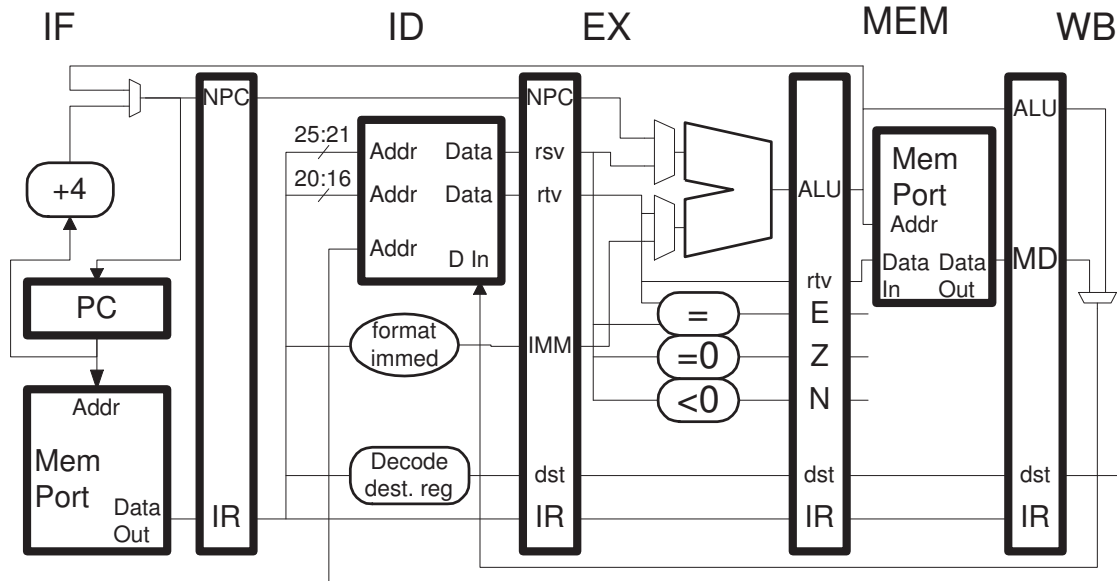 IF
ID
EX
MEM
WB
NPC
NPC
ALU
+4
25:21
20:16
Addr
Data
Addr
Data
Addr
D In
rsv
rtv
ALU
Mem
Port
Addr
Data
In
Data
Out
MD
PC
rtv
format
immed
IMM
=
=0
<0
E
Z
N
Addr
Mem
Port
Data
Out
Decode
dest. reg
dst
dst
dst
IR
IR
IR
IR